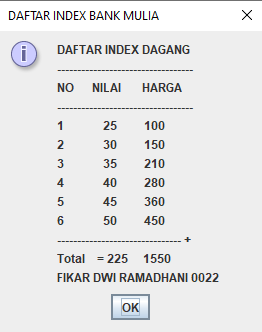 DAFTAR INDEX BANK MULIA
DAFTAR INDEX DAGANG
----------------------------------
NO NILAI HARGA
----------------------------------
1 25 100
2 30 150
3 35 210
4 40 280
5 45 360
6 50 450
------------------------------- +
Total = 225 1550
FIKAR DWI RAMADHANI 0022
OK